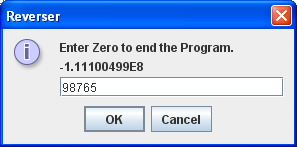 Reverser
Enter Zero to end the Program.
-1.11100499E8
98765
OK Cancel